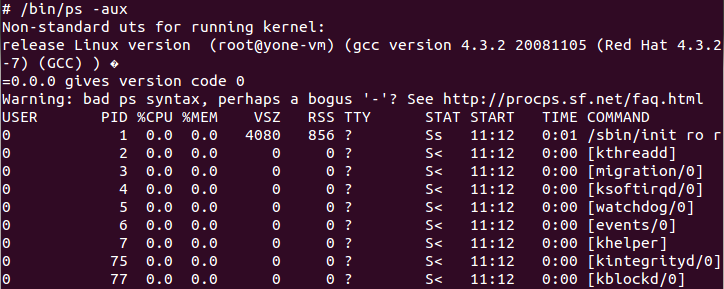 # /bin/ps -aux
Non-standard uts for running kernel:
release Linux version  (root@yone-vm) (gcc version 4.3.2 20081105 (Red Hat 4.3.2
-7) (GCC) ) �
=0.0.0 gives version code 0
Warning: bad ps syntax, perhaps a bogus '-'? See http://procps.sf.net/faq.html
USER       PID %CPU %MEM    VSZ   RSS TTY      STAT START   TIME COMMAND
0            1  0.0  0.0   4080   856 ?        Ss   11:12   0:01 /sbin/init ro r
0            2  0.0  0.0      0     0 ?        S<   11:12   0:00 [kthreadd]
0            3  0.0  0.0      0     0 ?        S<   11:12   0:00 [migration/0]
0            4  0.0  0.0      0     0 ?        S<   11:12   0:00 [ksoftirqd/0]
0            5  0.0  0.0      0     0 ?        S<   11:12   0:00 [watchdog/0]
0            6  0.0  0.0      0     0 ?        S<   11:12   0:00 [events/0]
0            7  0.0  0.0      0     0 ?        S<   11:12   0:00 [khelper]
0           75  0.0  0.0      0     0 ?        S<   11:12   0:00 [kintegrityd/0]
0           77  0.0  0.0      0     0 ?        S<   11:12   0:00 [kblockd/0]